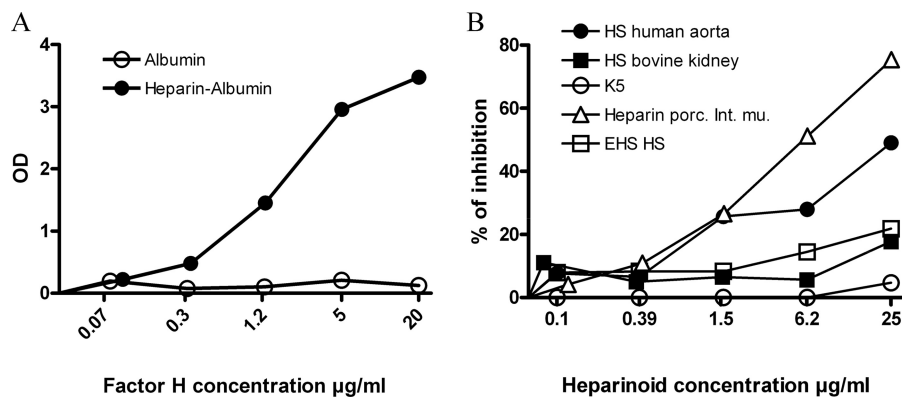 A
4
3
2
1
0
OD
Albumin
Heparin-Albumin
0.07
0.3
1.2
5
20
Factor H concentration µg/ml
B
80
60
40
20
0
% of inhibition
HS human aorta
HS bovine kidney
K5
Heparin porc. Int. mu.
EHS HS
0.1
0.39
1.5
6.2
25
Heparinoid concentration µg/ml